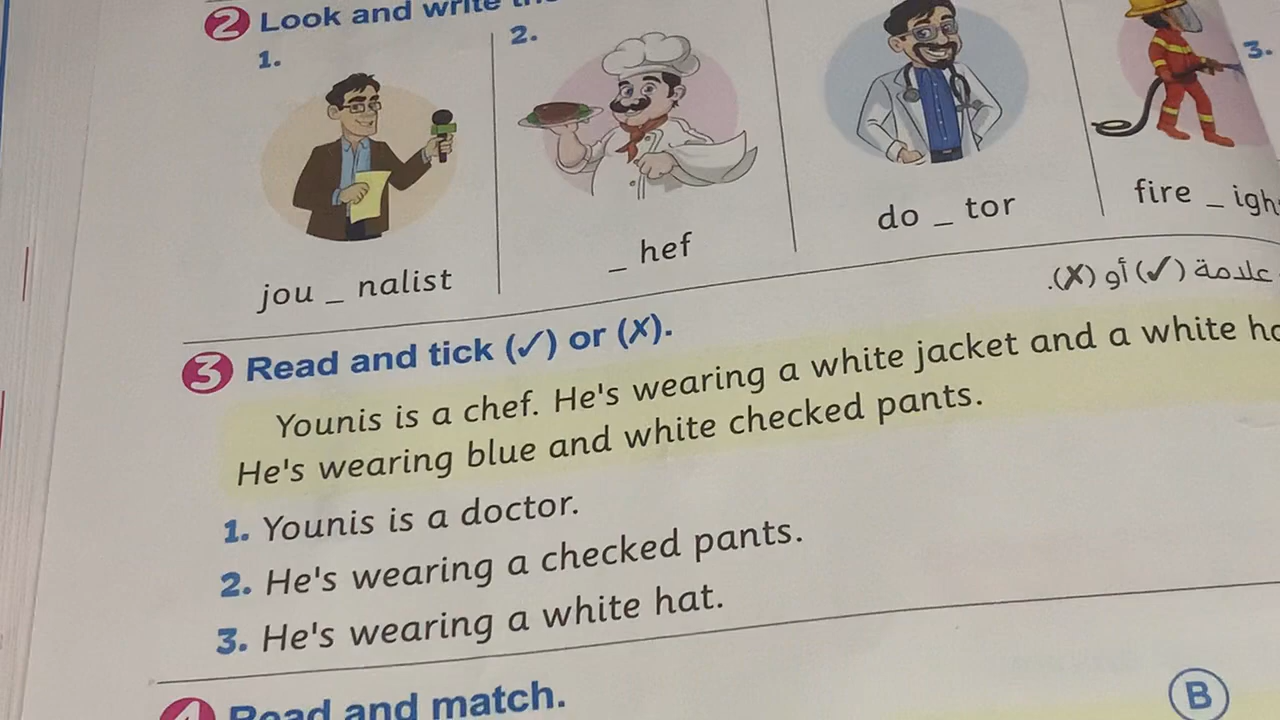 2 Look and write
1.
2.
3.
jou _ nalist
_ hef
do _ tor
fire _ igh
علامة (✓) أو (X).
3 Read and tick (✓) or (X).
Younis is a chef. He's wearing a white jacket and a white
He's wearing blue and white checked pants.
1. Younis is a doctor.
2. He's wearing a checked pants.
3. He's wearing a white hat.
4 Read and match.
B